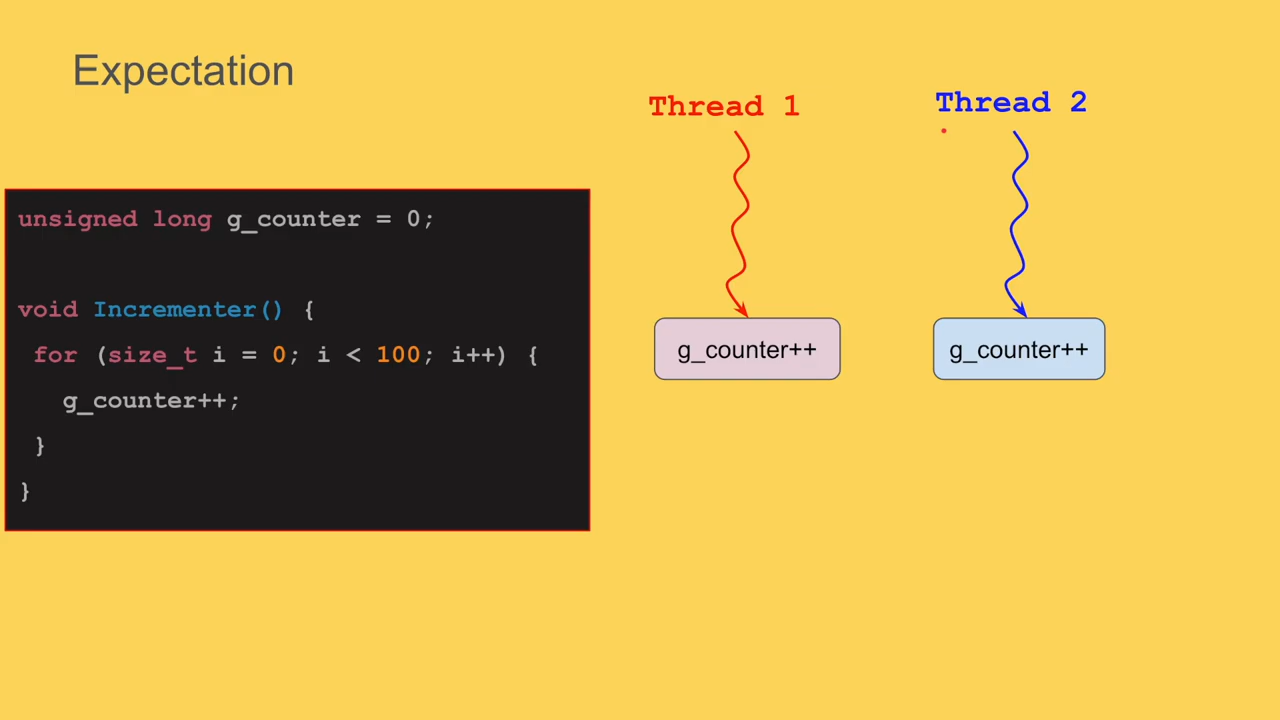 Expectation
Thread 1
Thread 2
unsigned long g_counter = 0;
void Incrementer() {
for (size_t i = 0; i < 100; i++) {
g_counter++;
}
}
g_counter++
g_counter++